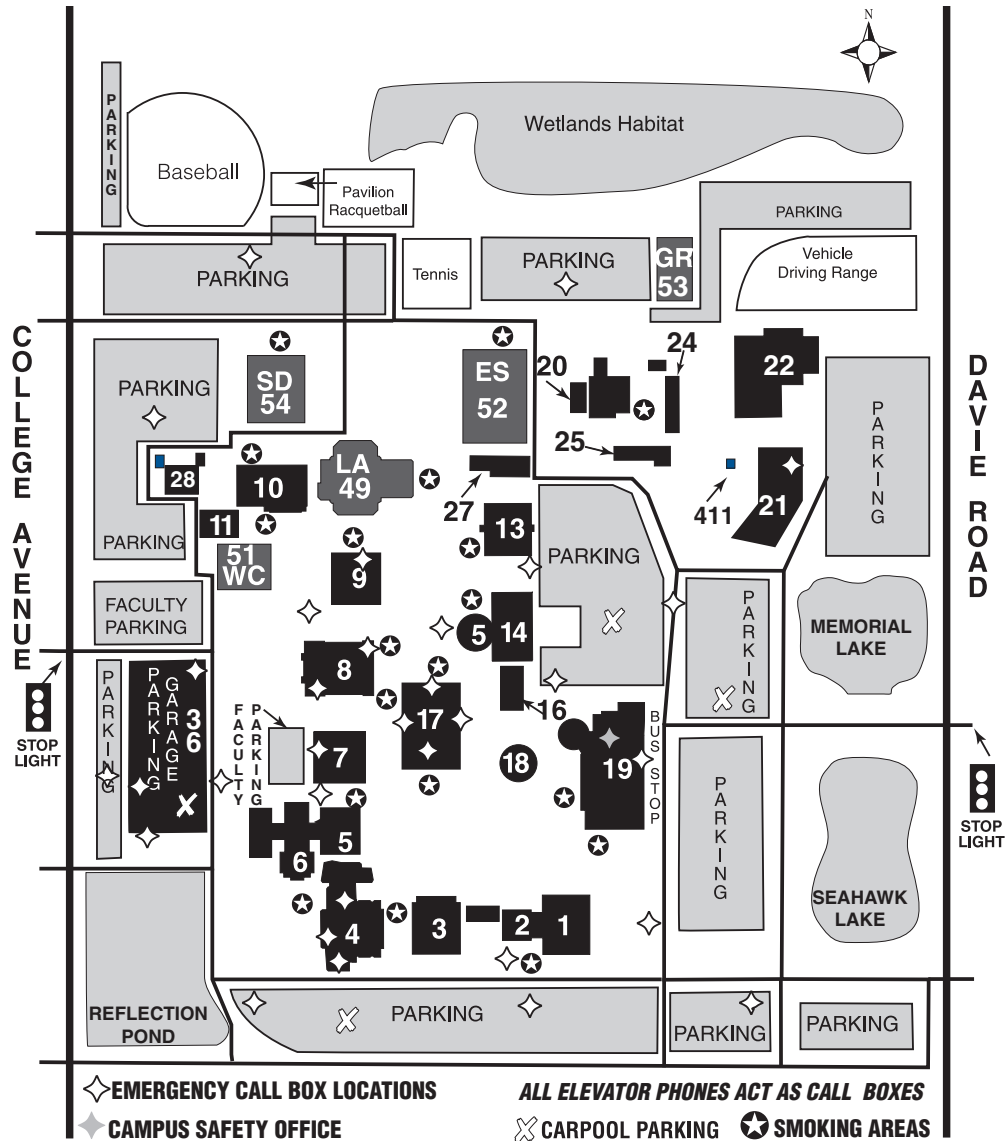 N
PARKING
Baseball
Wetlands Habitat
Pavilion
Racquetball
PARKING
PARKING
Tennis
PARKING
GR
53
Vehicle
Driving Range
COLLEGE AVENUE
DAVIE ROAD
PARKING
SD
54
ES
52
20
24
22
PARKING
25
28
10
LA
49
27
411
21
11
13
PARKING
51
WC
9
PARKING
FACULTY
PARKING
5
14
PARKING
MEMORIAL
LAKE
8
16
17
PARKING
PARKING
GARAGE
36
FACULTY
PARKING
7
18
19
BUS STOP
PARKING
STOP
LIGHT
STOP
LIGHT
5
6
4
3
2
1
SEAHAWK
LAKE
REFLECTION
POND
PARKING
PARKING
PARKING
EMERGENCY CALL BOX LOCATIONS
ALL ELEVATOR PHONES ACT AS CALL BOXES
CAMPUS SAFETY OFFICE
CARPOOL PARKING
SMOKING AREAS